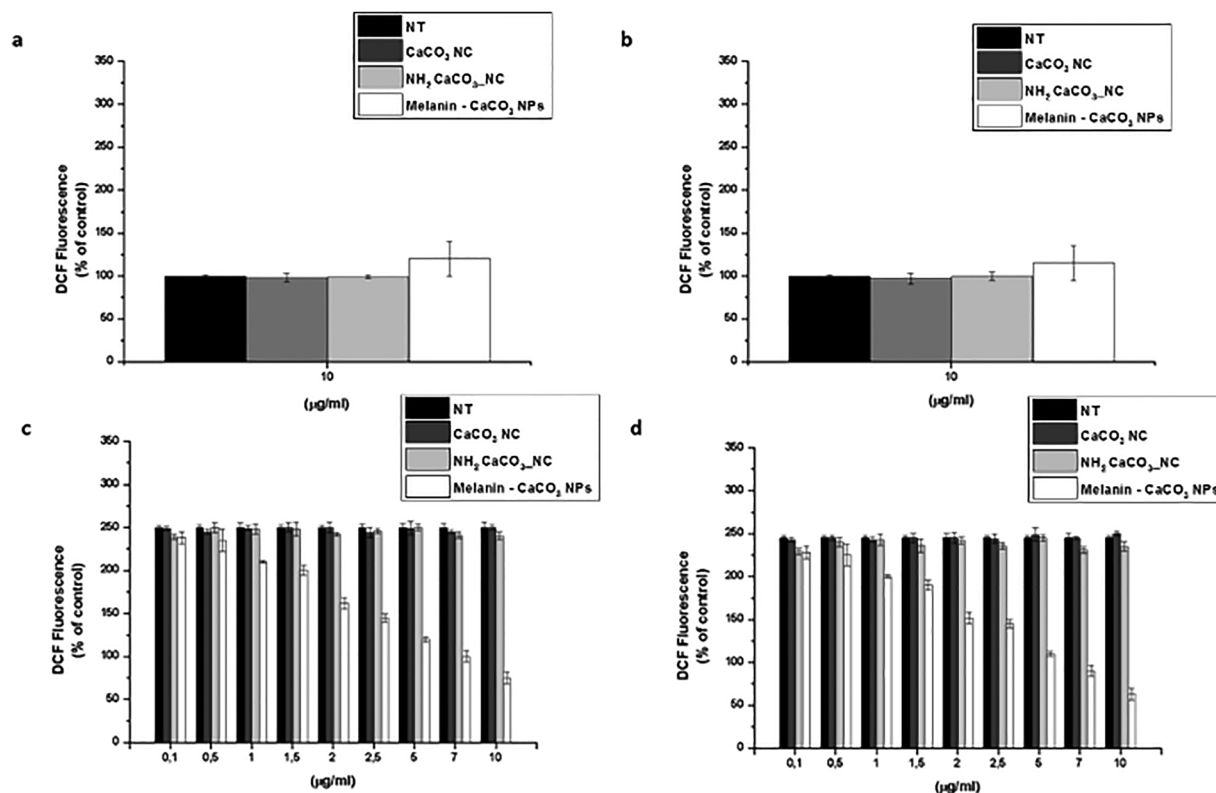 a
NT
CaCO₃ NC
NH₂ CaCO₃_NC
Melanin - CaCO₃ NPs
DCF Fluorescence
(% of control)
350
300
250
200
150
100
50
0
10
(µg/ml)
b
NT
CaCO₃ NC
NH₂ CaCO₃_NC
Melanin - CaCO₃ NPs
DCF Fluorescence
(% of control)
350
300
250
200
150
100
50
0
10
(µg/ml)
c
NT
CaCO₃ NC
NH₂ CaCO₃_NC
Melanin - CaCO₃ NPs
DCF Fluorescence
(% of control)
350
300
250
200
150
100
50
0
0,1 0,5 1 1,5 2 2,5 5 7 10
(µg/ml)
d
NT
CaCO₃ NC
NH₂ CaCO₃_NC
Melanin - CaCO₃ NPs
DCF Fluorescence
(% of control)
350
300
250
200
150
100
50
0
0,1 0,5 1 1,5 2 2,5 5 7 10
(µg/ml)